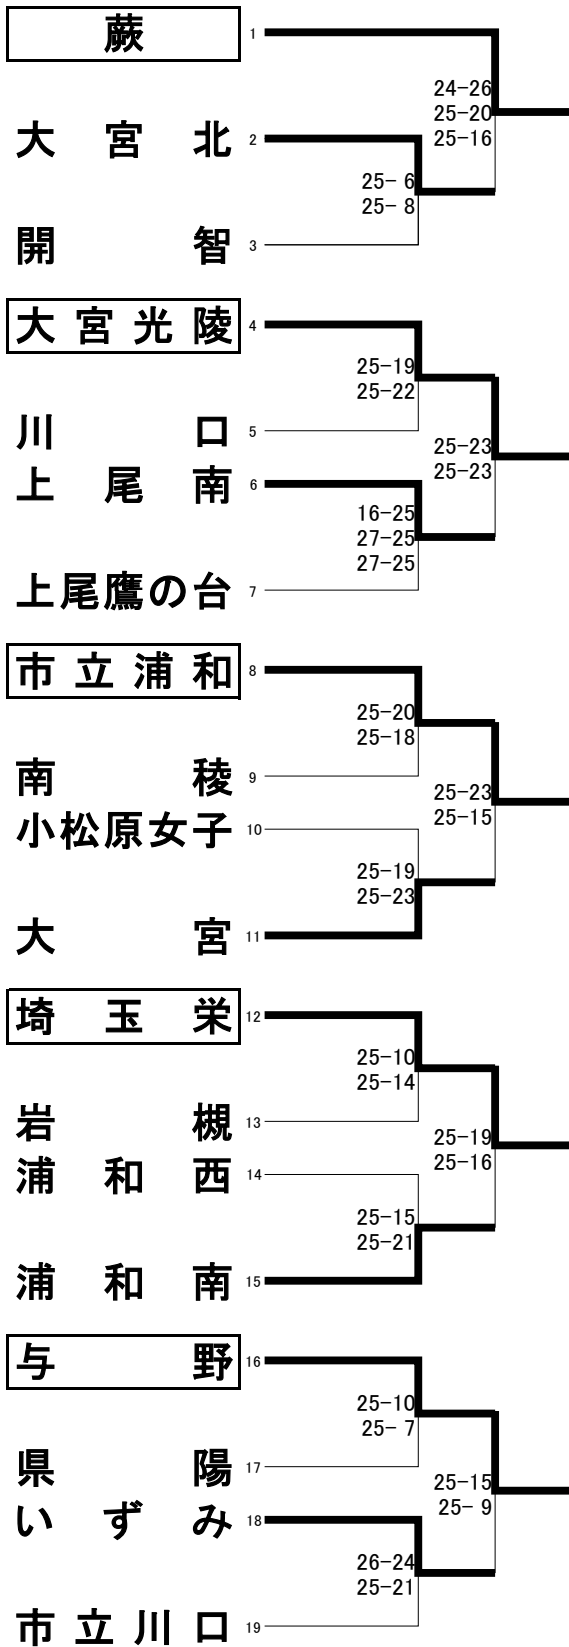 蕨 1
24-26
25-20
25-16
大宮北 2
25- 6
25- 8
開智 3
大宮光陵 4
25-19
25-22
川口 5
25-23
25-23
上尾南 6
16-25
27-25
27-25
上尾鷹の台 7
市立浦和 8
25-20
25-18
南稜 9
25-23
25-15
小松原女子 10
25-19
25-23
大宮 11
埼玉栄 12
25-10
25-14
岩槻 13
25-19
25-16
浦和西 14
25-15
25-21
浦和南 15
与野 16
25-10
25- 7
県陽 17
25-15
25- 9
いずみ 18
26-24
25-21
市立川口 19